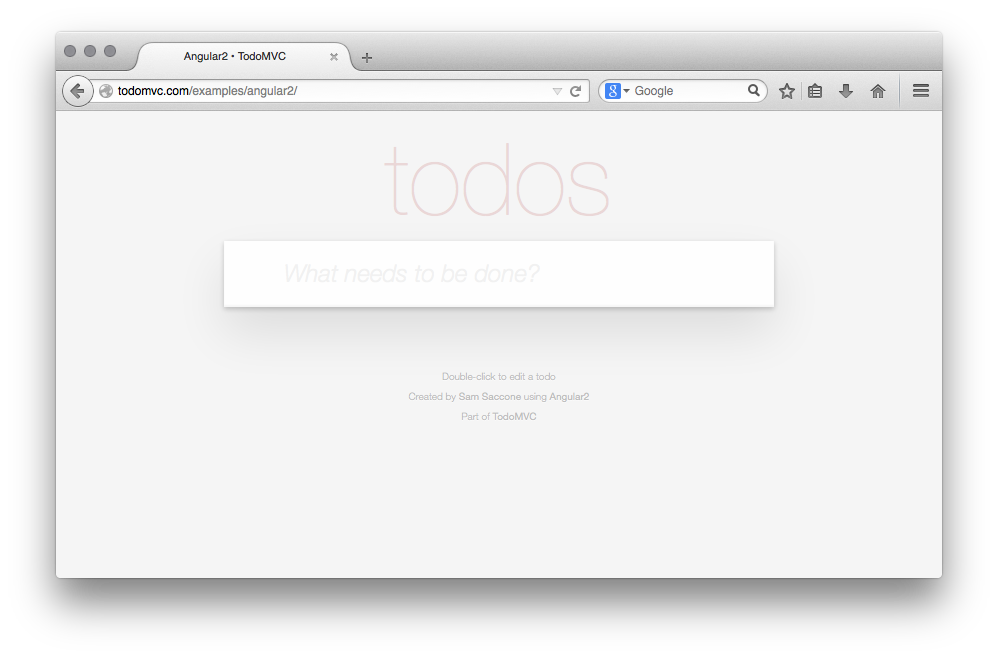 Angular2 • TodoMVC
todomvc.com/examples/angular2/
Google
todos
What needs to be done?
Double-click to edit a todo
Created by Sam Saccone using Angular2
Part of TodoMVC